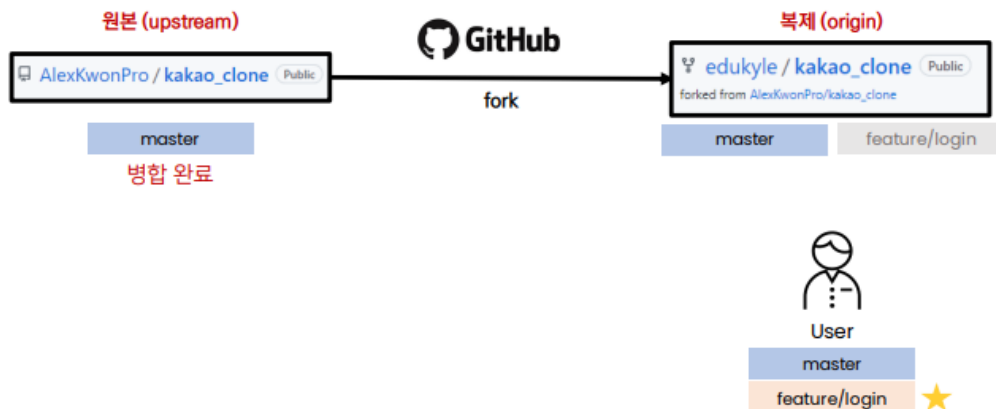 원본 (upstream)
GitHub
복제 (origin)
AlexKwonPro / kakao_clone Public
fork
edukyle / kakao_clone Public
forked from AlexKwonPro/kakao_clone
master
병합 완료
master
feature/login
User
master
feature/login